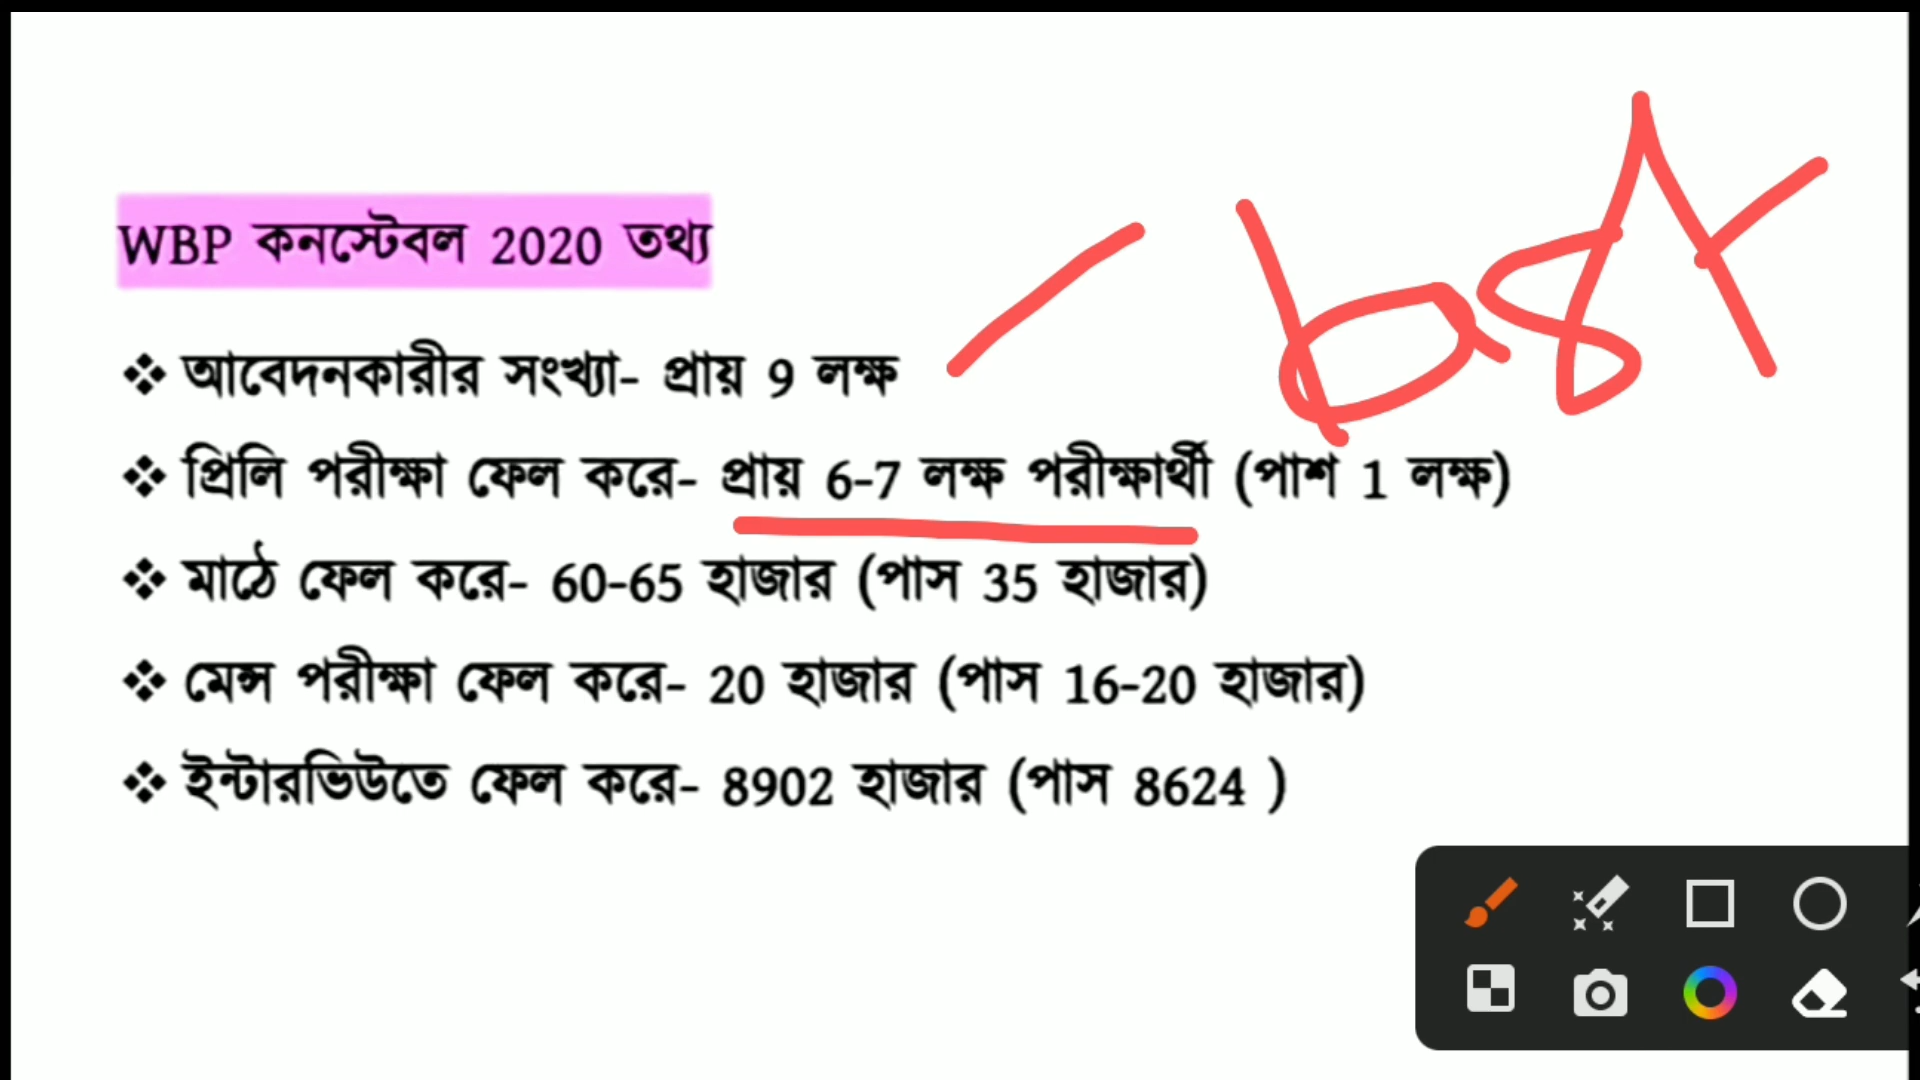 WBP কনস্টেবল 2020 তথ্য
❖ আবেদনকারীর সংখ্যা- প্রায় 9 লক্ষ
❖ প্রিলি পরীক্ষা ফেল করে- প্রায় 6-7 লক্ষ পরীক্ষার্থী (পাশ 1 লক্ষ)
❖ মাঠে ফেল করে- 60-65 হাজার (পাস 35 হাজার)
❖ মেন্স পরীক্ষা ফেল করে- 20 হাজার (পাস 16-20 হাজার)
❖ ইন্টারভিউতে ফেল করে- 8902 হাজার (পাস 8624 )